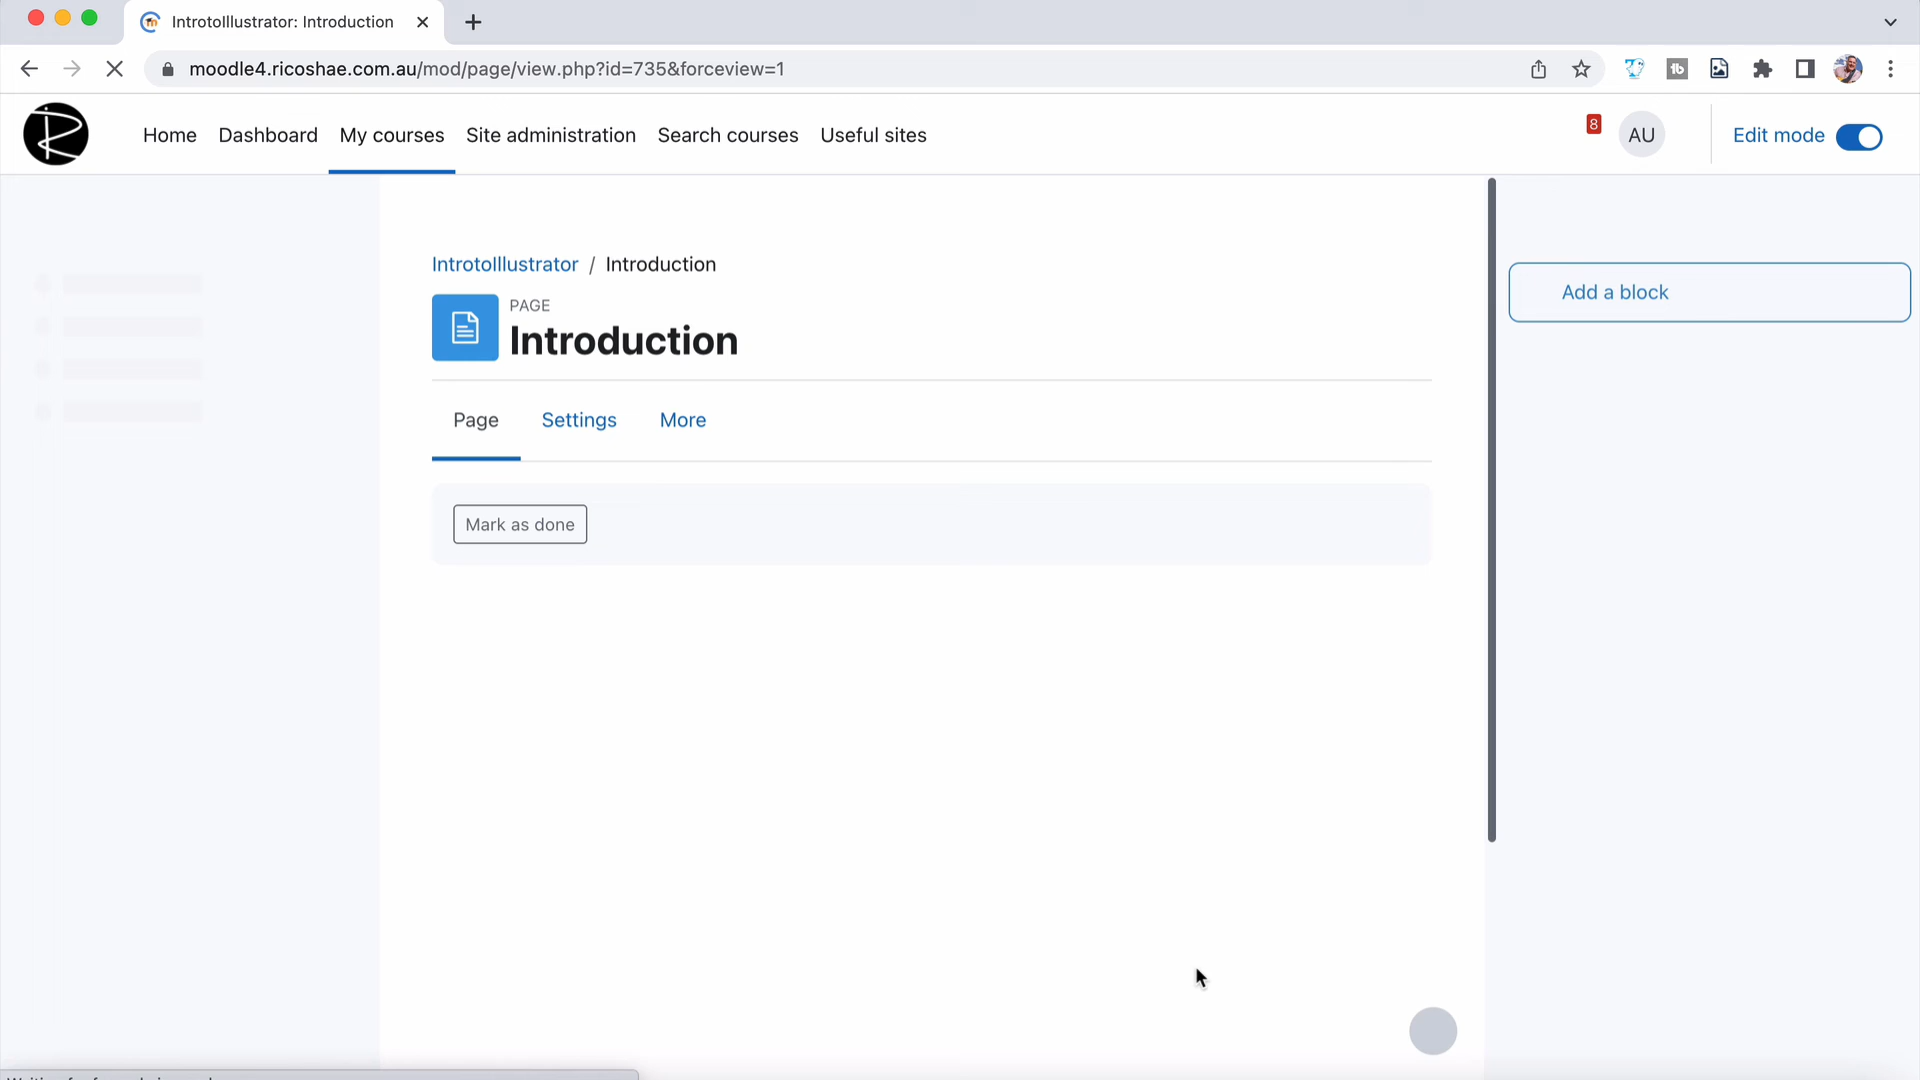 IntrotoIllustrator: Introduction
moodle4.ricoshae.com.au/mod/page/view.php?id=735&forceview=1
Home Dashboard My courses Site administration Search courses Useful sites 8 AU Edit mode
IntrotoIllustrator / Introduction
PAGE
Introduction
Add a block
Page Settings More
Mark as done